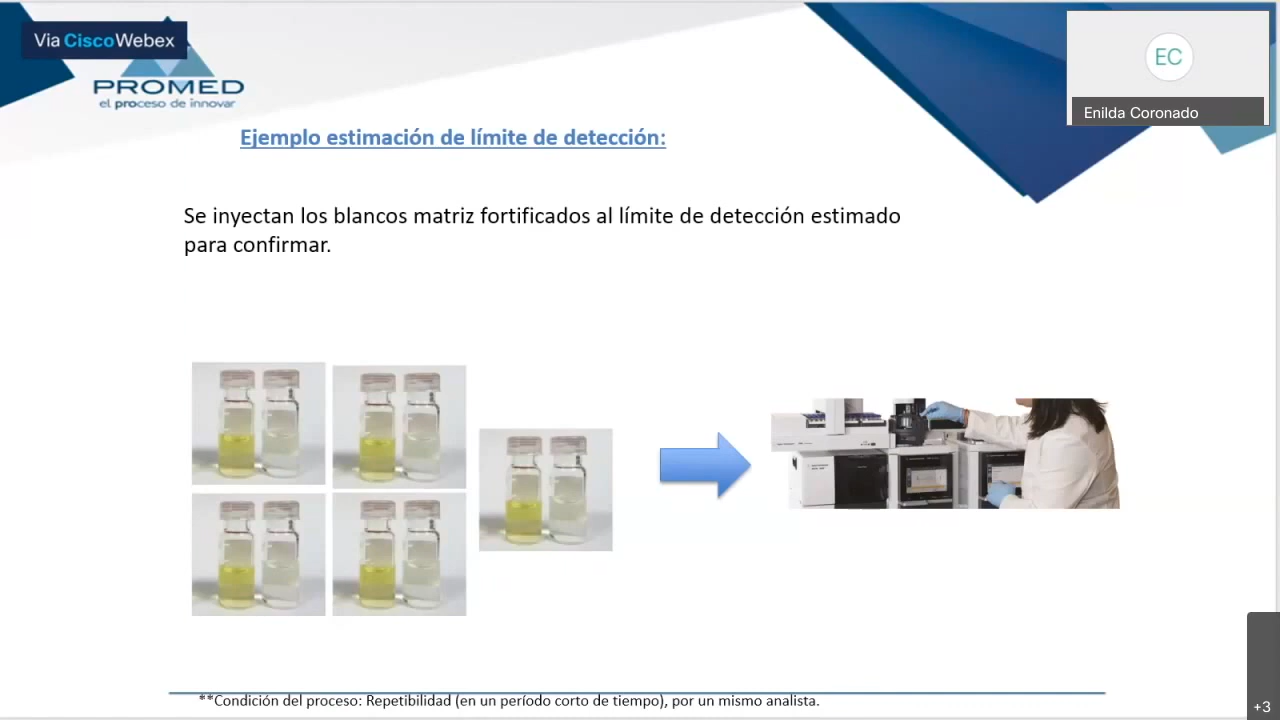 Via Cisco Webex
PROMED
el proceso de innovar
EC
Enilda Coronado
Ejemplo estimación de límite de detección:
Se inyectan los blancos matriz fortificados al límite de detección estimado
para confirmar.
**Condición del proceso: Repetibilidad (en un período corto de tiempo), por un mismo analista.
+3